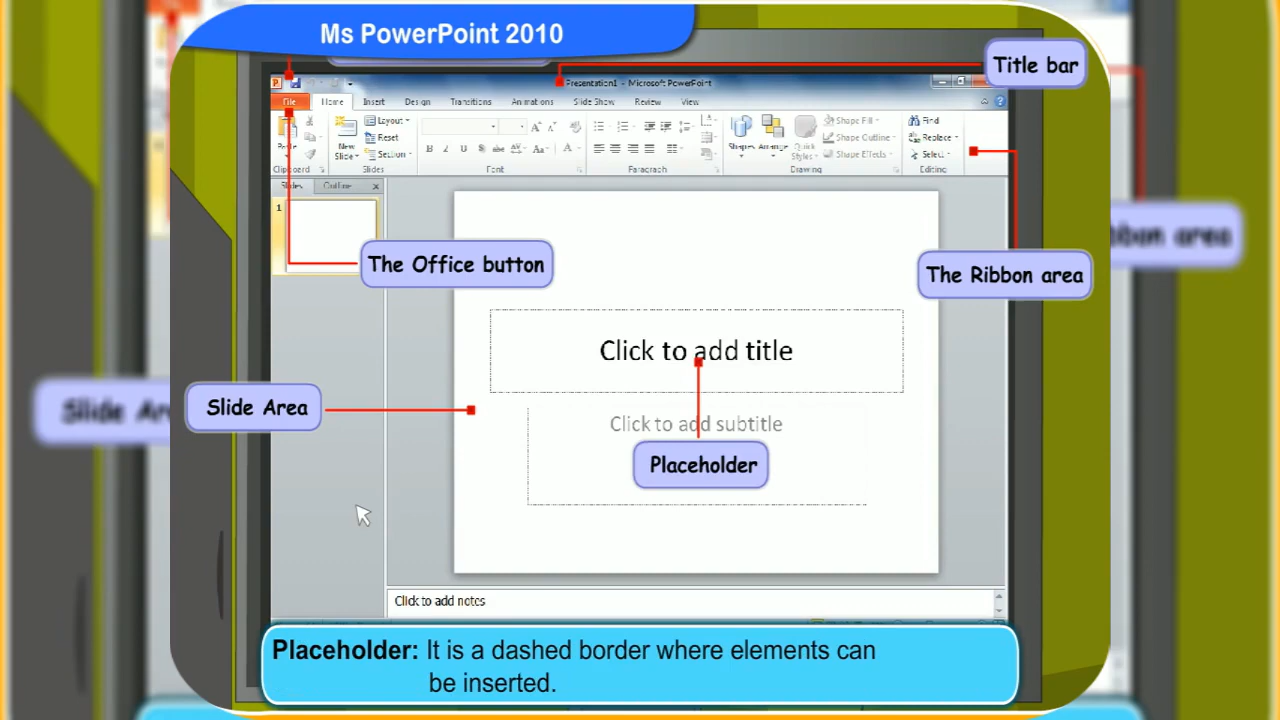 Ms PowerPoint 2010
Title bar
Presentation1 - Microsoft PowerPoint
File Home Insert Design Transitions Animations Slide Show Review View
Layout Shape Fill Find
Reset Shape Outline Replace
Paste New Slide Section Shapes Arrange Quick Styles Shape Effects Select
Clipboard Slides Font Paragraph Drawing Editing
Slides Outline
1
The Office button
The Ribbon area
Click to add title
Slide Area
Click to add subtitle
Placeholder
Click to add notes
Placeholder: It is a dashed border where elements can
be inserted.